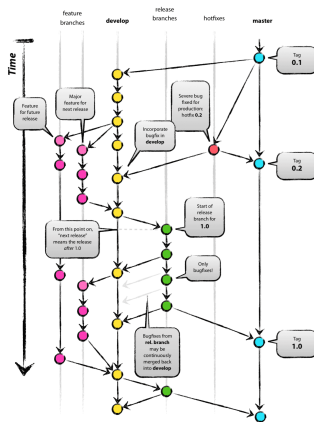 feature
branches
develop
release
branches
hotfixes
master
Time
Tag
0.1
Feature
for future
release
Major
feature for
next release
Severe bug
fixed for
production:
hotfix 0.2
Incorporate
bugfix in
develop
Tag
0.2
Start of
release
branch for
1.0
From this point on,
"next release"
means the release
after 1.0
Only
bugfixes!
Tag
1.0
Bugfixes from
rel. branch
may be
continuously
merged back
into develop